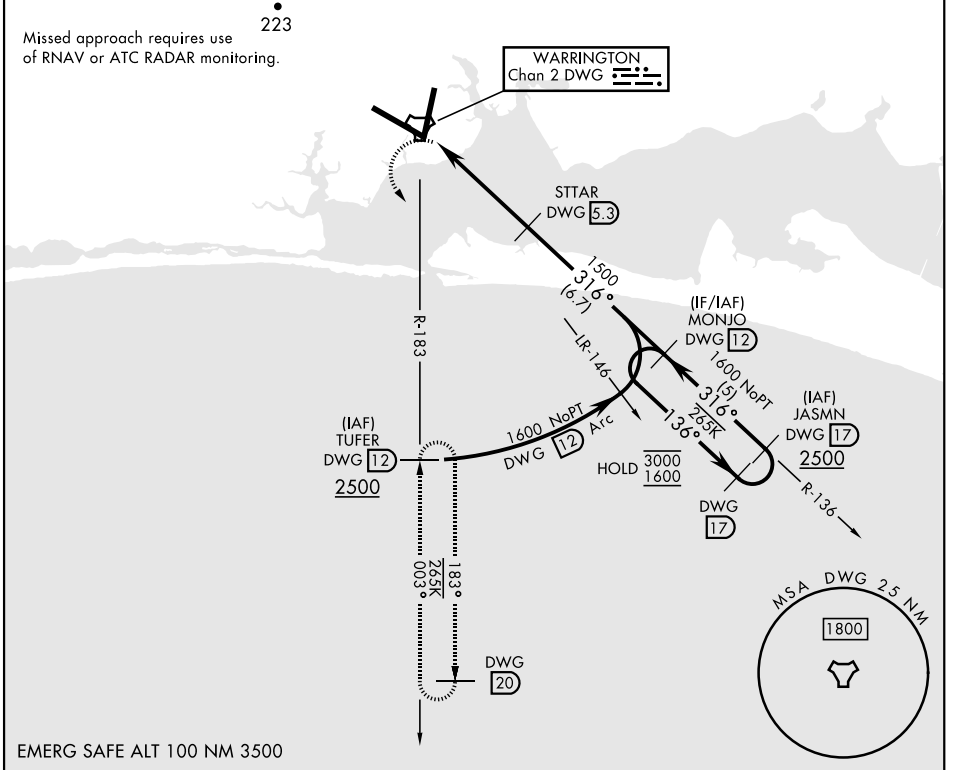 223
Missed approach requires use
of RNAV or ATC RADAR monitoring.
WARRINGTON
Chan 2 DWG
STTAR
DWG 5.3
1500
316°
(6.7)
R-183
LR-146
(IF/IAF)
MONJO
DWG 12
1600 NoPT
(5)
316°
265K
136°
(IAF)
JASMN
DWG 17
2500
(IAF)
TUFER
DWG 12
2500
1600 NoPT
DWG 12 Arc
HOLD 3000
1600
DWG
17
R-136
183°
265K
003°
DWG
20
MSA DWG 25 NM
1800
EMERG SAFE ALT 100 NM 3500